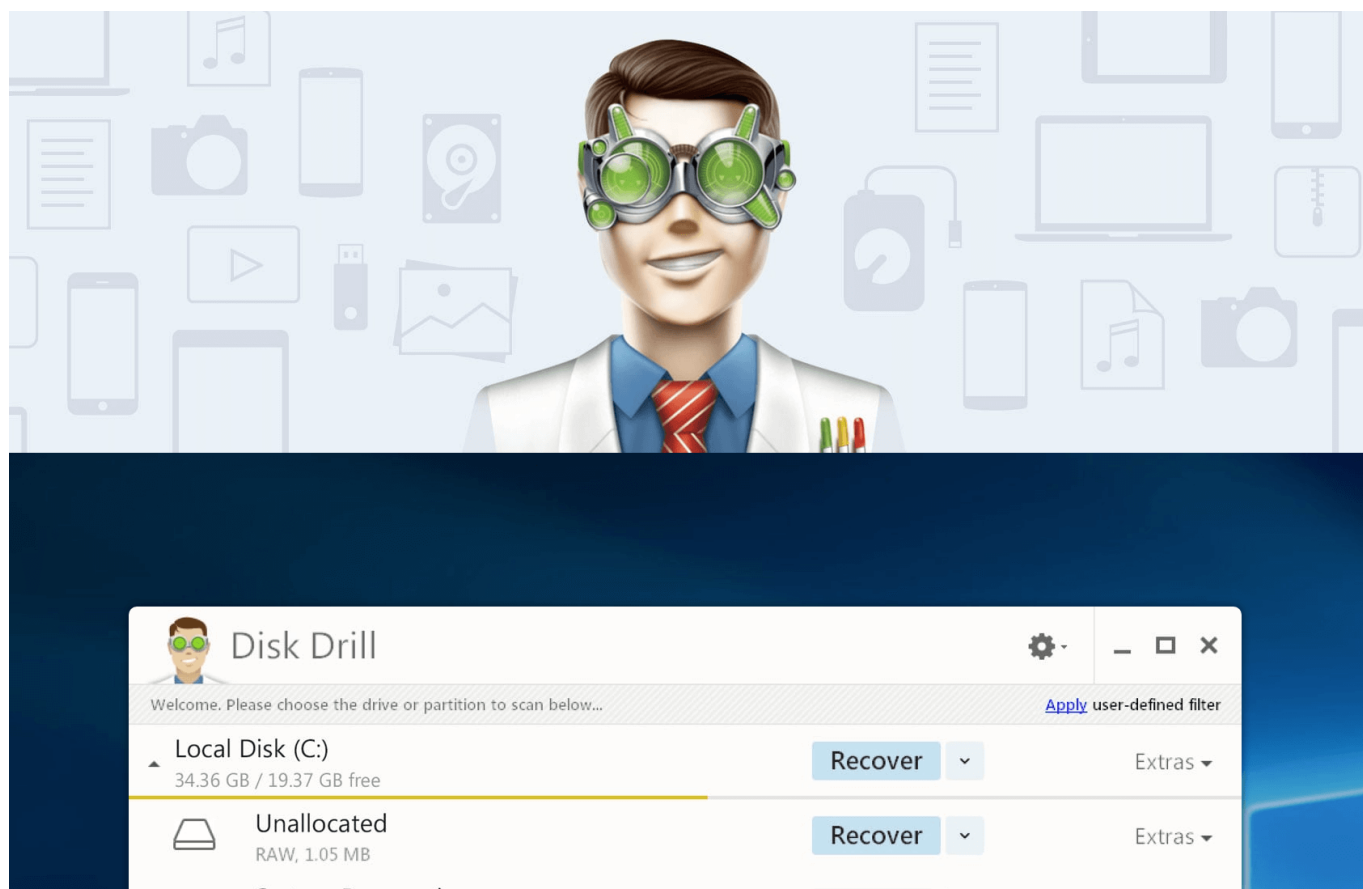 Disk Drill
Welcome. Please choose the drive or partition to scan below...
Apply user-defined filter
Local Disk (C:)
34.36 GB / 19.37 GB free
Recover
Extras
Unallocated
RAW, 1.05 MB
Recover
Extras